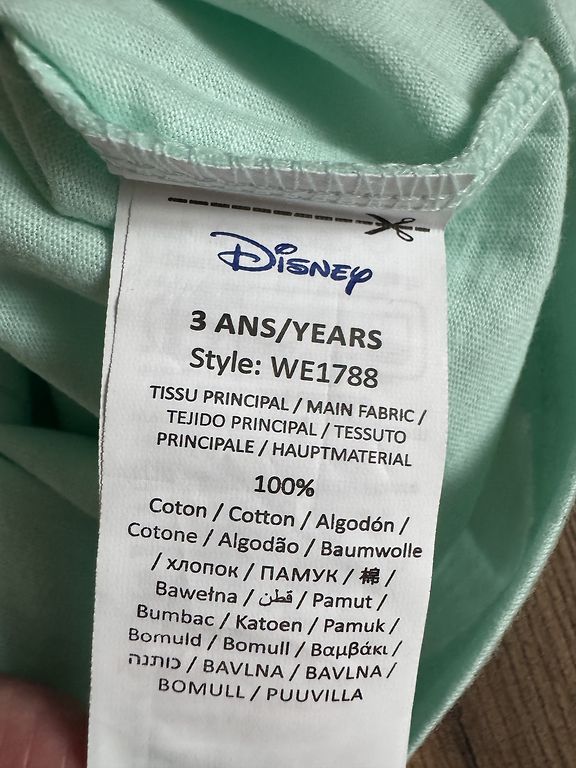 Disney
3 ANS/YEARS
Style: WE1788
TISSU PRINCIPAL / MAIN FABRIC /
TEJIDO PRINCIPAL / TESSUTO
PRINCIPALE / HAUPTMATERIAL
100%
Coton / Cotton / Algodón /
Cotone / Algodão / Baumwolle
/ хлопок / ПАМУК / 棉 /
Bawełna / قطن / Pamut /
Bumbac / Katoen / Pamuk /
Bomuld / Bomull / Βαμβάκι /
כותנה / BAVLNA / BAVLNA /
BOMULL / PUUVILLA